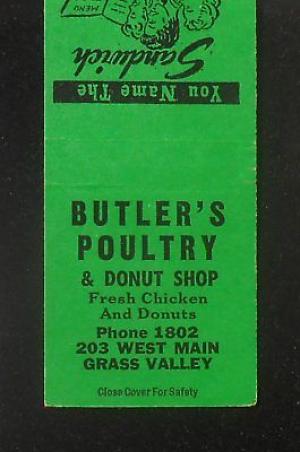 MENU
Sandwich
You Name The
BUTLER'S
POULTRY
& DONUT SHOP
Fresh Chicken
And Donuts
Phone 1802
203 WEST MAIN
GRASS VALLEY
Close Cover For Safety